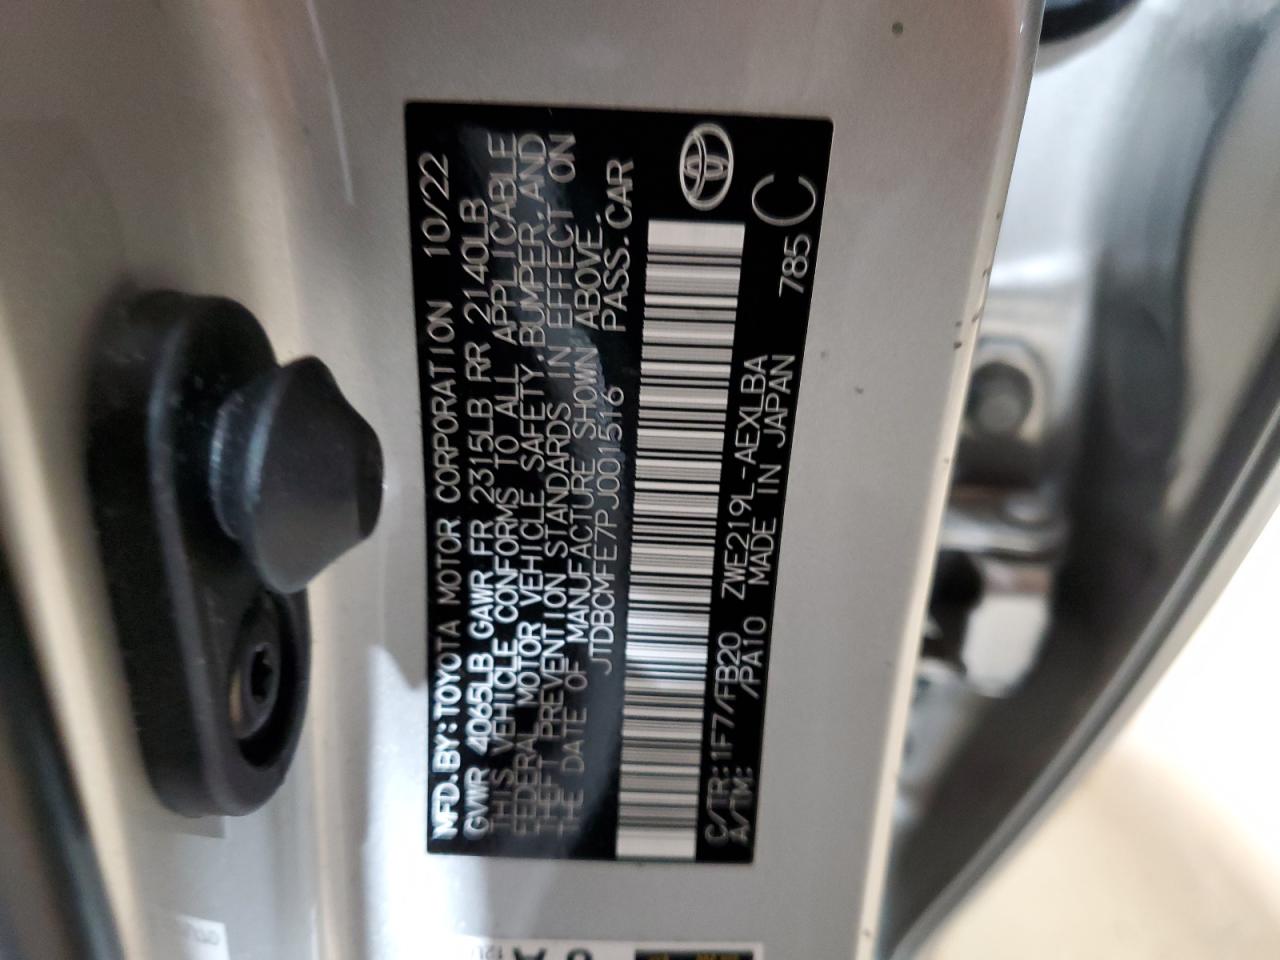 MFD.BY:TOYOTA MOTOR CORPORATION 10/22
GVWR 4065LB GAWR FR 2315LB RR 2140LB
THIS VEHICLE CONFORMS TO ALL APPLICABLE
FEDERAL MOTOR VEHICLE SAFETY,BUMPER,AND
THEFT PREVENTION STANDARDS IN EFFECT ON
THE DATE OF MANUFACTURE SHOWN ABOVE.
JTDBCMFE7PJ001516 PASS.CAR
C/TR:1F7/FB20 ZWE219L-AEXLBA 785 C
A/TM: /PA10 MADE IN JAPAN